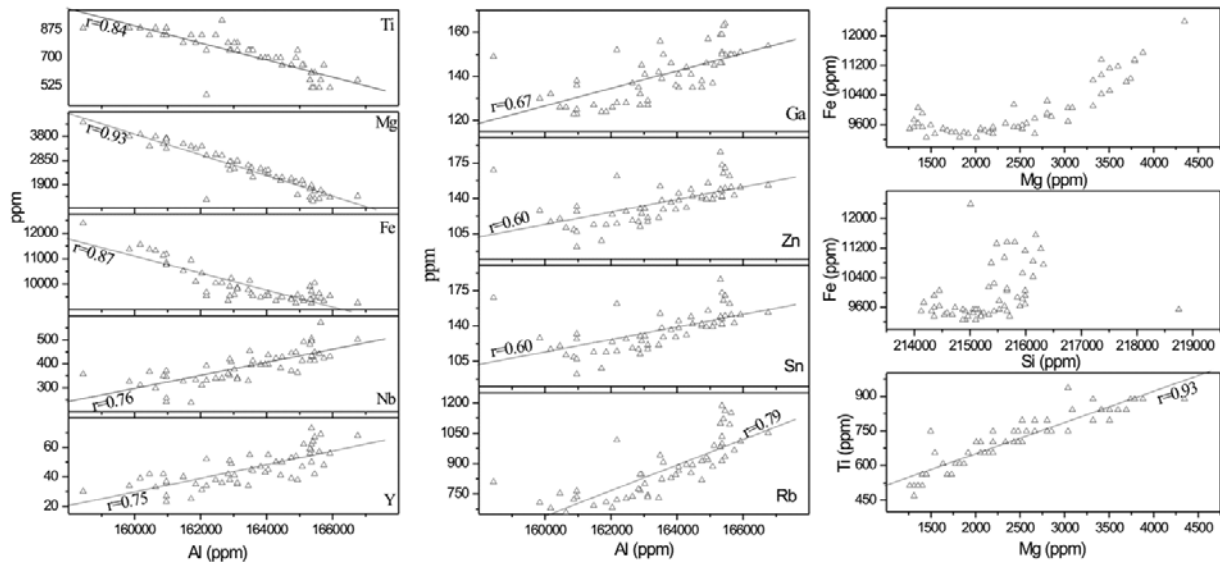 875
700
525
r=0.84
Ti
3800
2850
1900
r=0.93
Mg
ppm
12000
11000
10000
r=0.87
Fe
500
400
300
r=0.76
Nb
60
40
20
r=0.75
Y
160000 162000 164000 166000
Al (ppm)
160
140
120
r=0.67
Ga
175
140
105
r=0.60
Zn
ppm
175
140
105
r=0.60
Sn
1200
1050
900
750
r=0.79
Rb
160000 162000 164000 166000
Al (ppm)
12000
10400
9600
Fe (ppm)
1500 2000 2500 3000 3500 4000 4500
Mg (ppm)
12000
11200
10400
9600
Fe (ppm)
214000 215000 216000 217000 218000 219000
Si (ppm)
900
750
600
450
Ti (ppm)
r=0.93
1500 2000 2500 3000 3500 4000 4500
Mg (ppm)